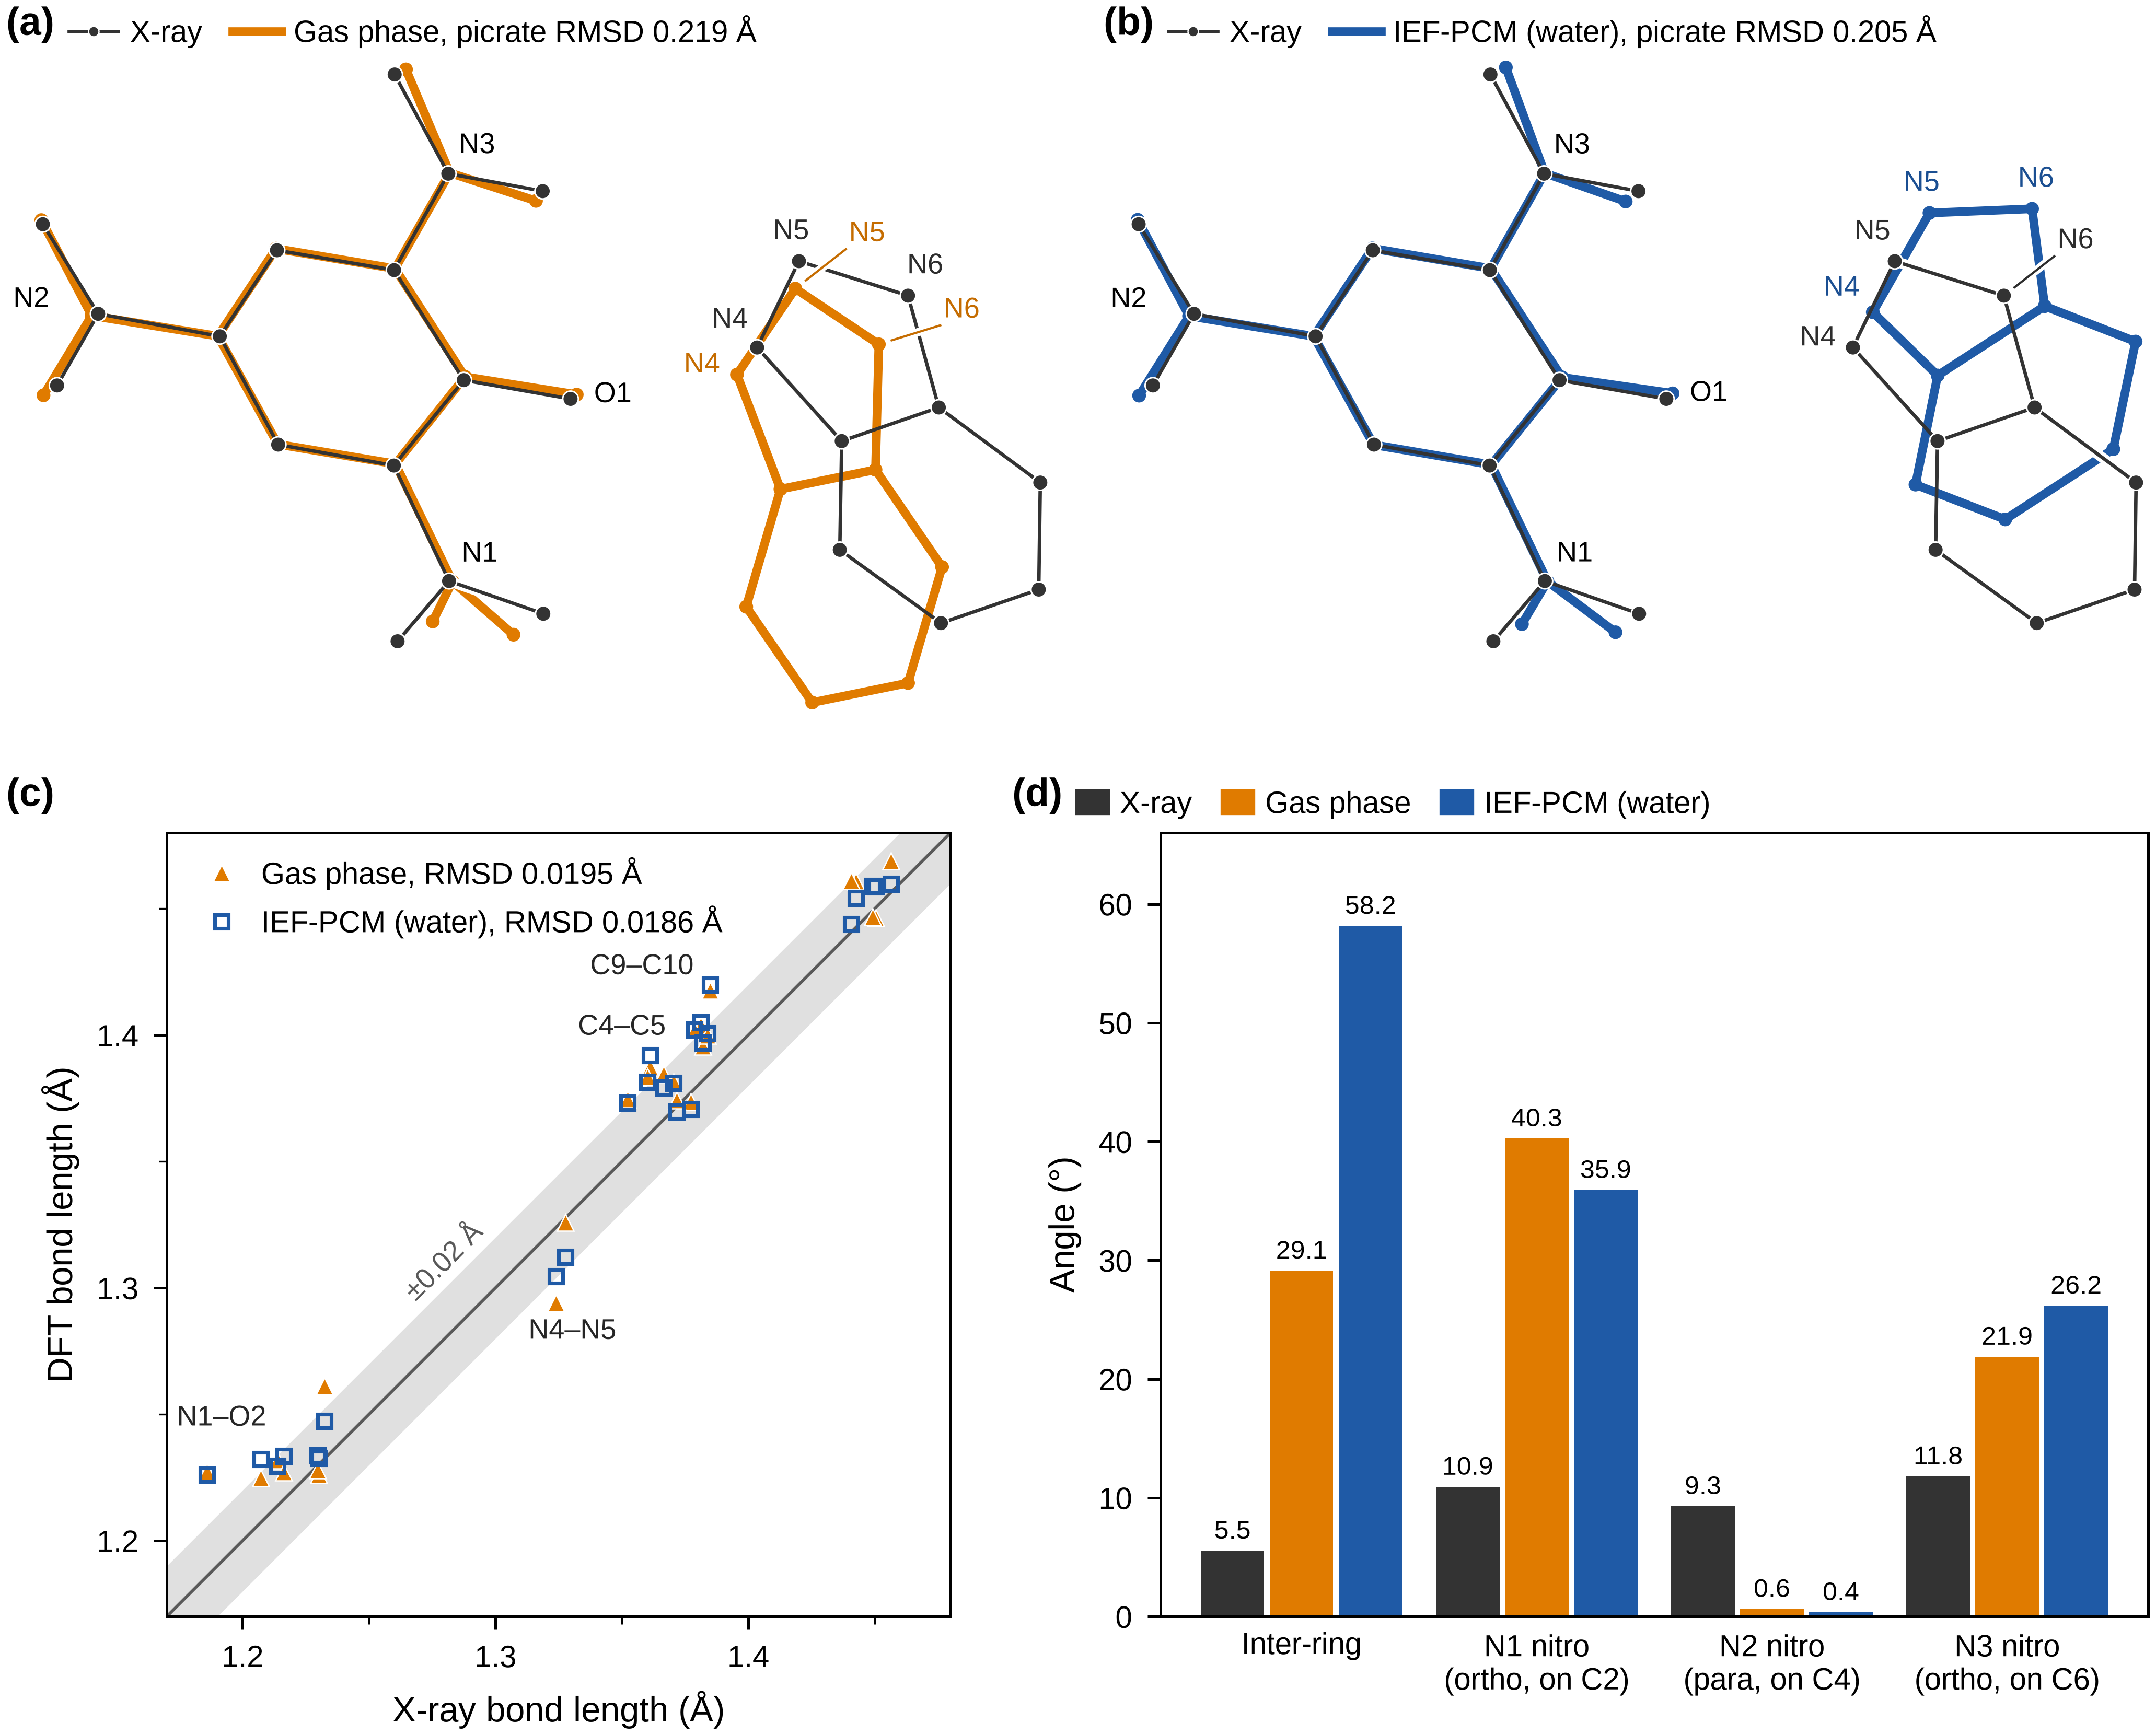 (a) X-ray Gas phase, picrate RMSD 0.219 Å
N3
N2
O1
N1
N5 N5
N6
N6
N4
N4
(b) X-ray IEF-PCM (water), picrate RMSD 0.205 Å
N3
N2
O1
N1
N5 N6
N5 N6
N4
N4
(c)
Gas phase, RMSD 0.0195 Å
IEF-PCM (water), RMSD 0.0186 Å
C9–C10
C4–C5
±0.02 Å
N4–N5
N1–O2
1.4
1.3
1.2
DFT bond length (Å)
1.2 1.3 1.4
X-ray bond length (Å)
(d) X-ray Gas phase IEF-PCM (water)
60
50
40
30
20
10
0
Angle (°)
5.5 29.1 58.2
10.9 40.3 35.9
9.3 0.6 0.4
11.8 21.9 26.2
Inter-ring N1 nitro N2 nitro N3 nitro
(ortho, on C2) (para, on C4) (ortho, on C6)